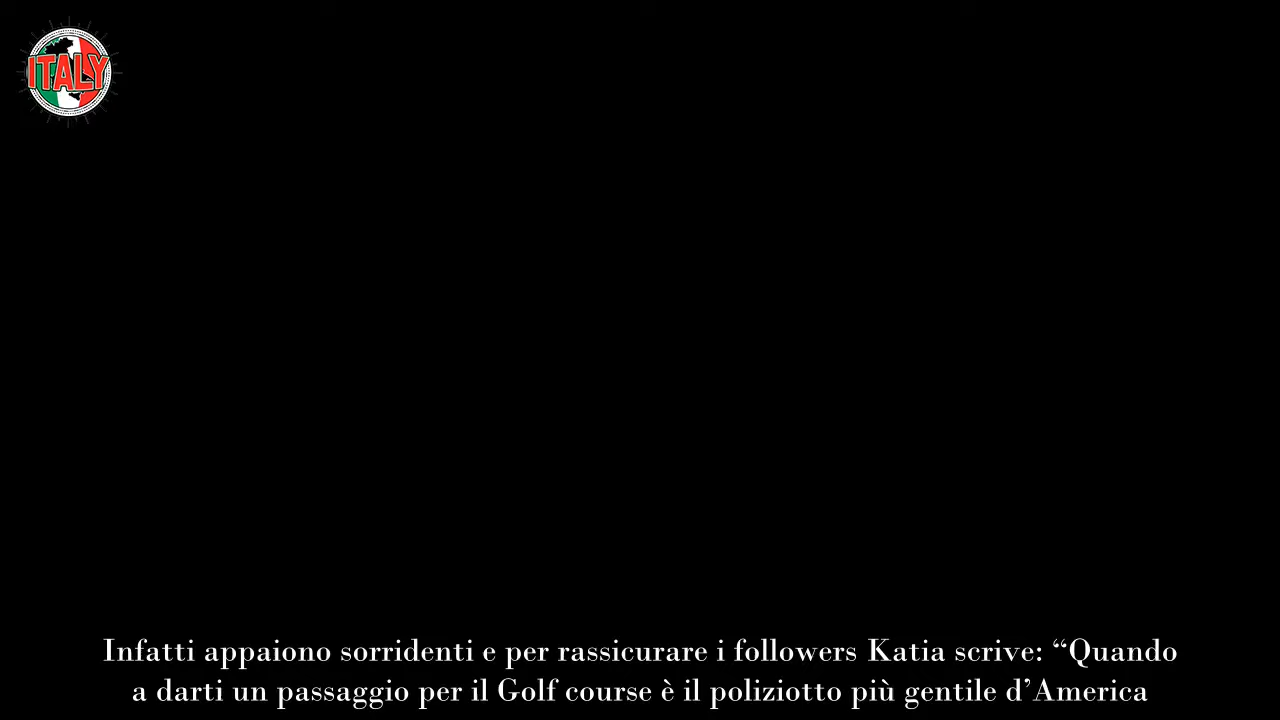 ITALY
Infatti appaiono sorridenti e per rassicurare i followers Katia scrive: “Quando
a darti un passaggio per il Golf course è il poliziotto più gentile d’America